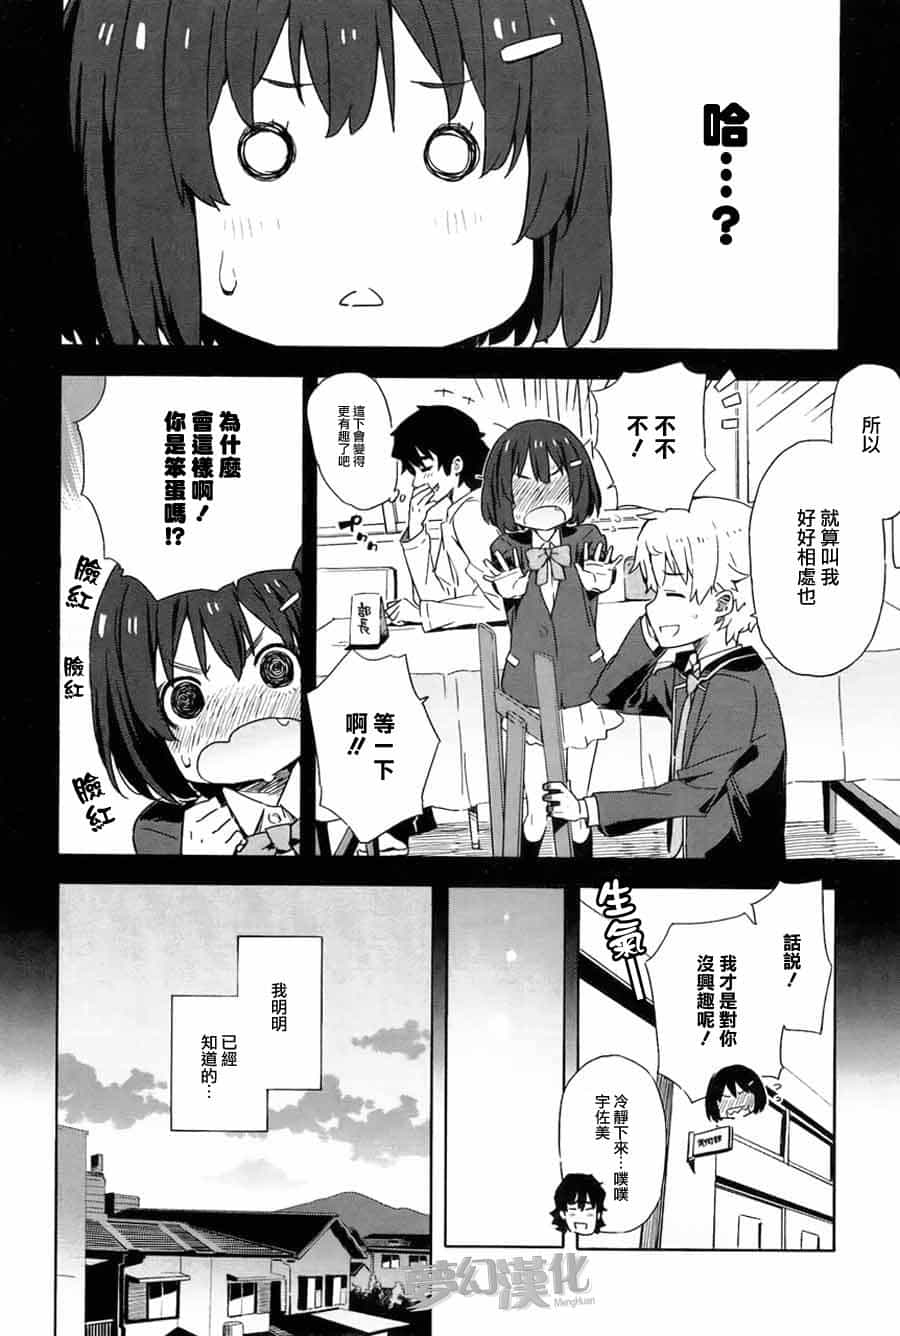 哈…?
所以
就算叫我
好好相處也
不不
不!
這下會變得
更有趣了吧
等一下
啊!!
為什麼
會這樣啊!
你是笨蛋嗎!?
臉紅
臉紅
臉紅
話説!
我才是對你
沒興趣呢!
生氣
冷靜下來…噗噗
宇佐美
我明明
已經
知道的…
夢幻漢化
MengHuan